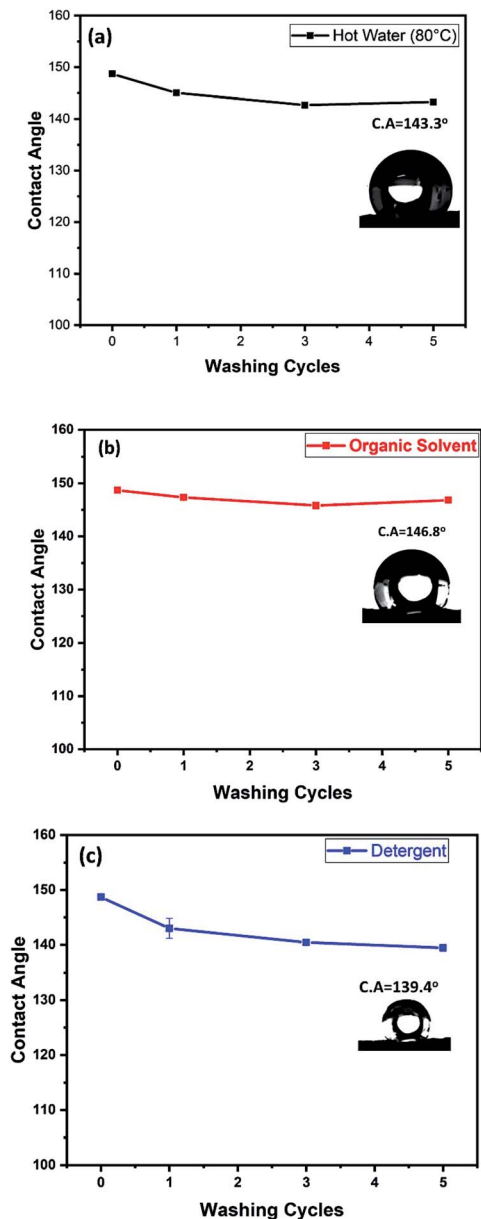 (a)
Hot Water (80°C)
C.A=143.3°
Contact Angle
160
150
140
130
120
110
100
0 1 2 3 4 5
Washing Cycles
(b)
Organic Solvent
C.A=146.8°
Contact Angle
160
150
140
130
120
110
100
0 1 2 3 4 5
Washing Cycles
(c)
Detergent
C.A=139.4°
Contact Angle
160
150
140
130
120
110
100
0 1 2 3 4 5
Washing Cycles